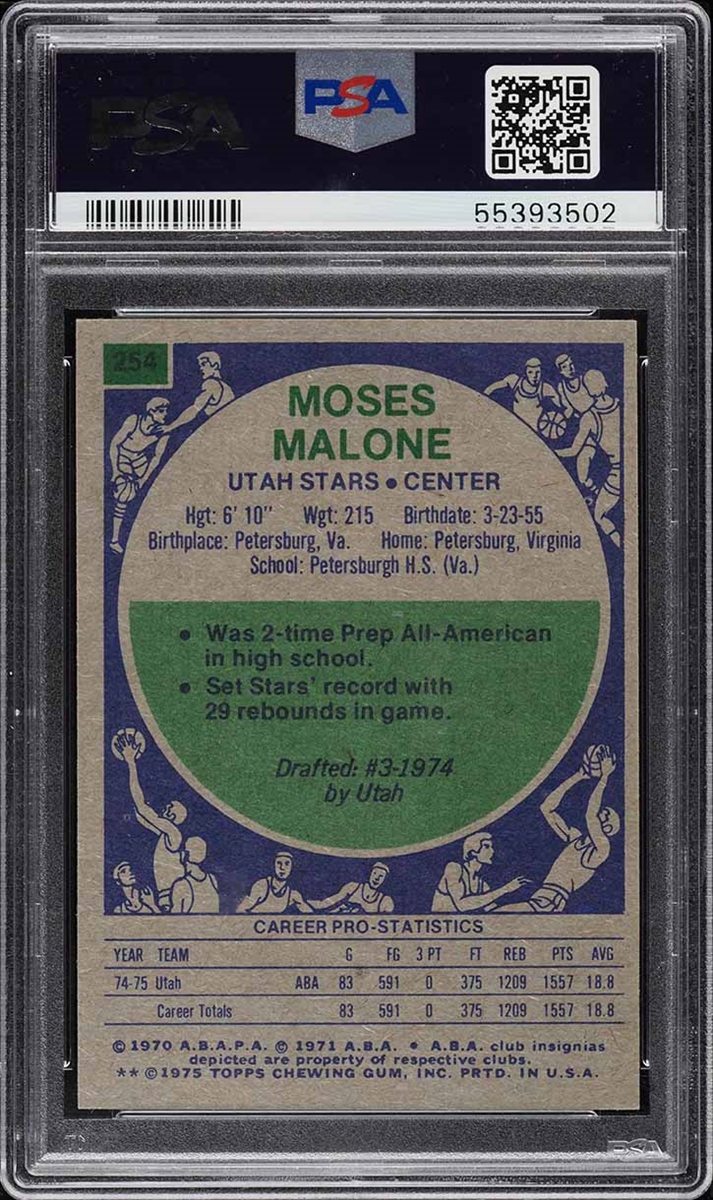 PSA
PSA
55393502
254
MOSES
MALONE
UTAH STARS • CENTER
Hgt: 6' 10" Wgt: 215 Birthdate: 3-23-55
Birthplace: Petersburg, Va. Home: Petersburg, Virginia
School: Petersburgh H.S. (Va.)
• Was 2-time Prep All-American
in high school.
• Set Stars' record with
29 rebounds in game.
Drafted: #3-1974
by Utah
CAREER PRO-STATISTICS
YEAR TEAM G FG 3 PT FT REB PTS AVG
74-75 Utah ABA 83 591 0 375 1209 1557 18.8
Career Totals 83 591 0 375 1209 1557 18.8
© 1970 A.B.A.P.A. © 1971 A.B.A. • A.B.A. club insignias
depicted are property of respective clubs.
** © 1975 TOPPS CHEWING GUM, INC. PRTD. IN U.S.A.
PSA